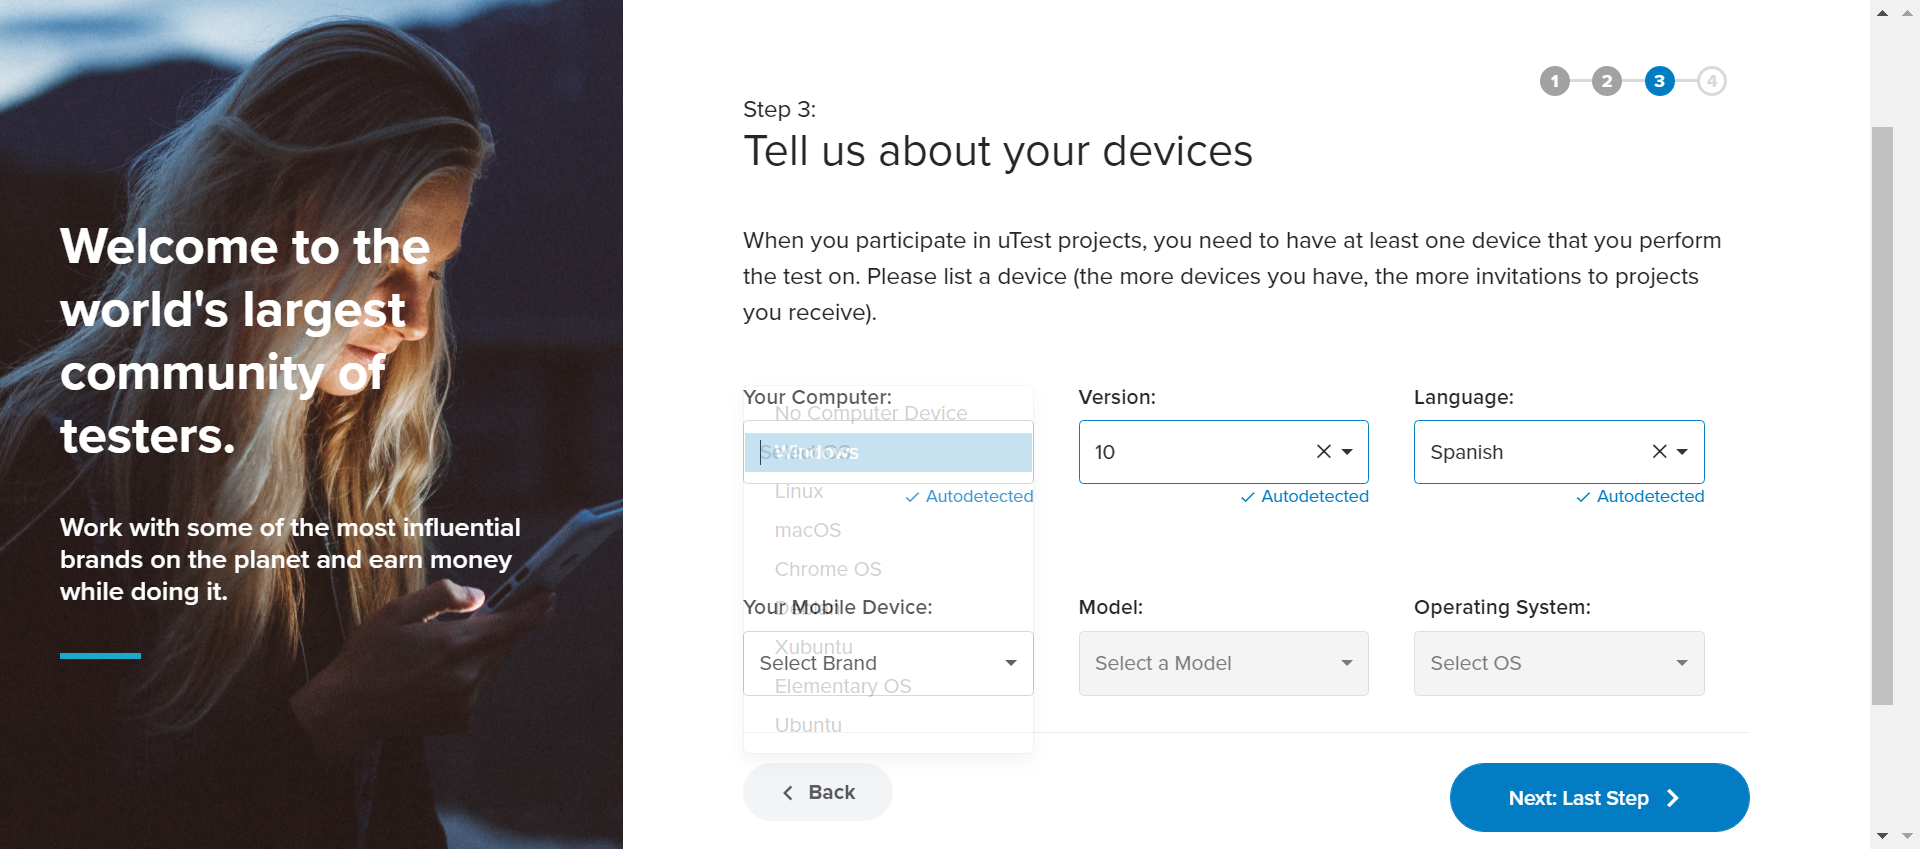 Welcome to the
world's largest
community of
testers.
Work with some of the most influential
brands on the planet and earn money
while doing it.
1 2 3 4
Step 3:
Tell us about your devices
When you participate in uTest projects, you need to have at least one device that you perform
the test on. Please list a device (the more devices you have, the more invitations to projects
you receive).
Your Computer:
No Computer Device
Select OS
Windows
Autodetected
Linux
macOS
Chrome OS
Debian
Xubuntu
Elementary OS
Ubuntu
Version:
10
Autodetected
Language:
Spanish
Autodetected
Your Mobile Device:
Select Brand
Model:
Select a Model
Operating System:
Select OS
Back
Next: Last Step